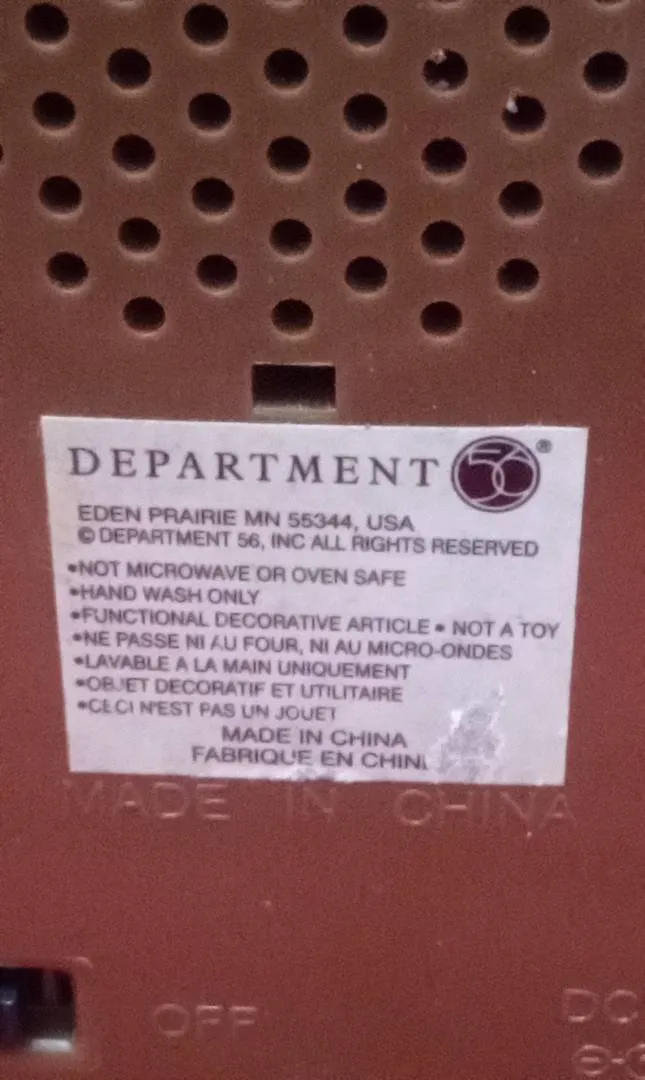 DEPARTMENT 56®
EDEN PRAIRIE MN 55344, USA
© DEPARTMENT 56, INC ALL RIGHTS RESERVED
•NOT MICROWAVE OR OVEN SAFE
•HAND WASH ONLY
•FUNCTIONAL DECORATIVE ARTICLE • NOT A TOY
•NE PASSE NI AU FOUR, NI AU MICRO-ONDES
•LAVABLE A LA MAIN UNIQUEMENT
•OBJET DECORATIF ET UTILITAIRE
•CECI N'EST PAS UN JOUET
MADE IN CHINA
FABRIQUE EN CHIN
MADE IN CHINA
OFF
DC